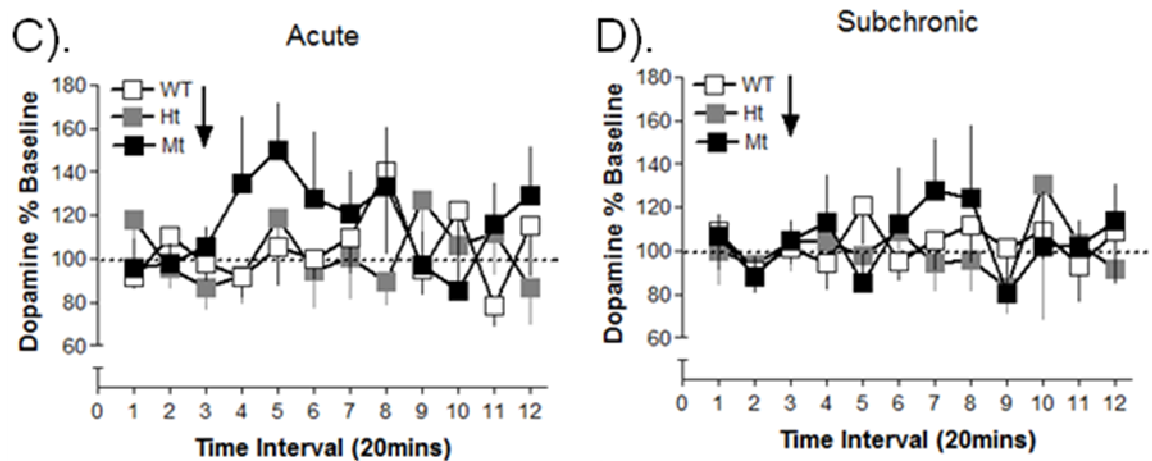 C).
Acute
Dopamine % Baseline
180
160
140
120
100
80
60
WT
Ht
Mt
0 1 2 3 4 5 6 7 8 9 10 11 12
Time Interval (20mins)
D).
Subchronic
Dopamine % Baseline
180
160
140
120
100
80
60
WT
Ht
Mt
0 1 2 3 4 5 6 7 8 9 10 11 12
Time Interval (20mins)